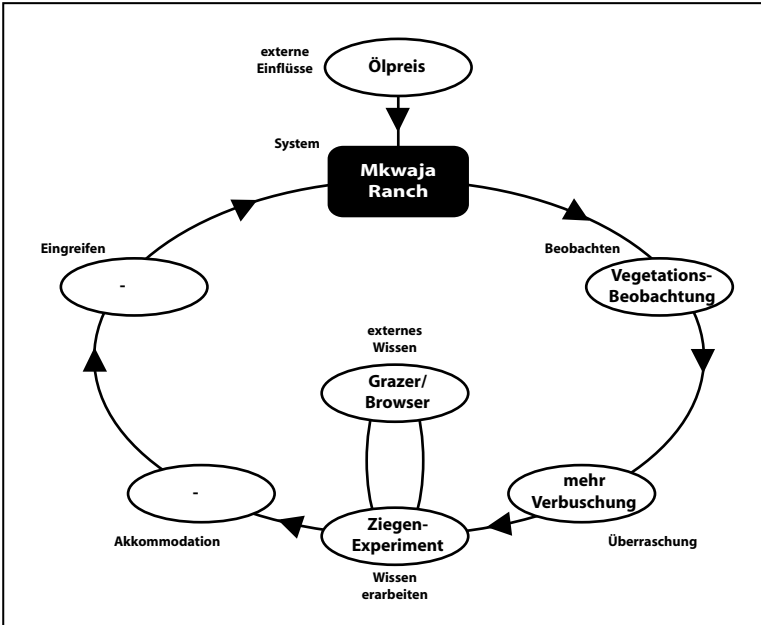 externe
Einflüsse
Ölpreis
System
Mkwaja
Ranch
Eingreifen
-
Beobachten
Vegetations-
Beobachtung
externes
Wissen
Grazer/
Browser
mehr
Verbuschung
Überraschung
Ziegen-
Experiment
Wissen
erarbeiten
-
Akkommodation